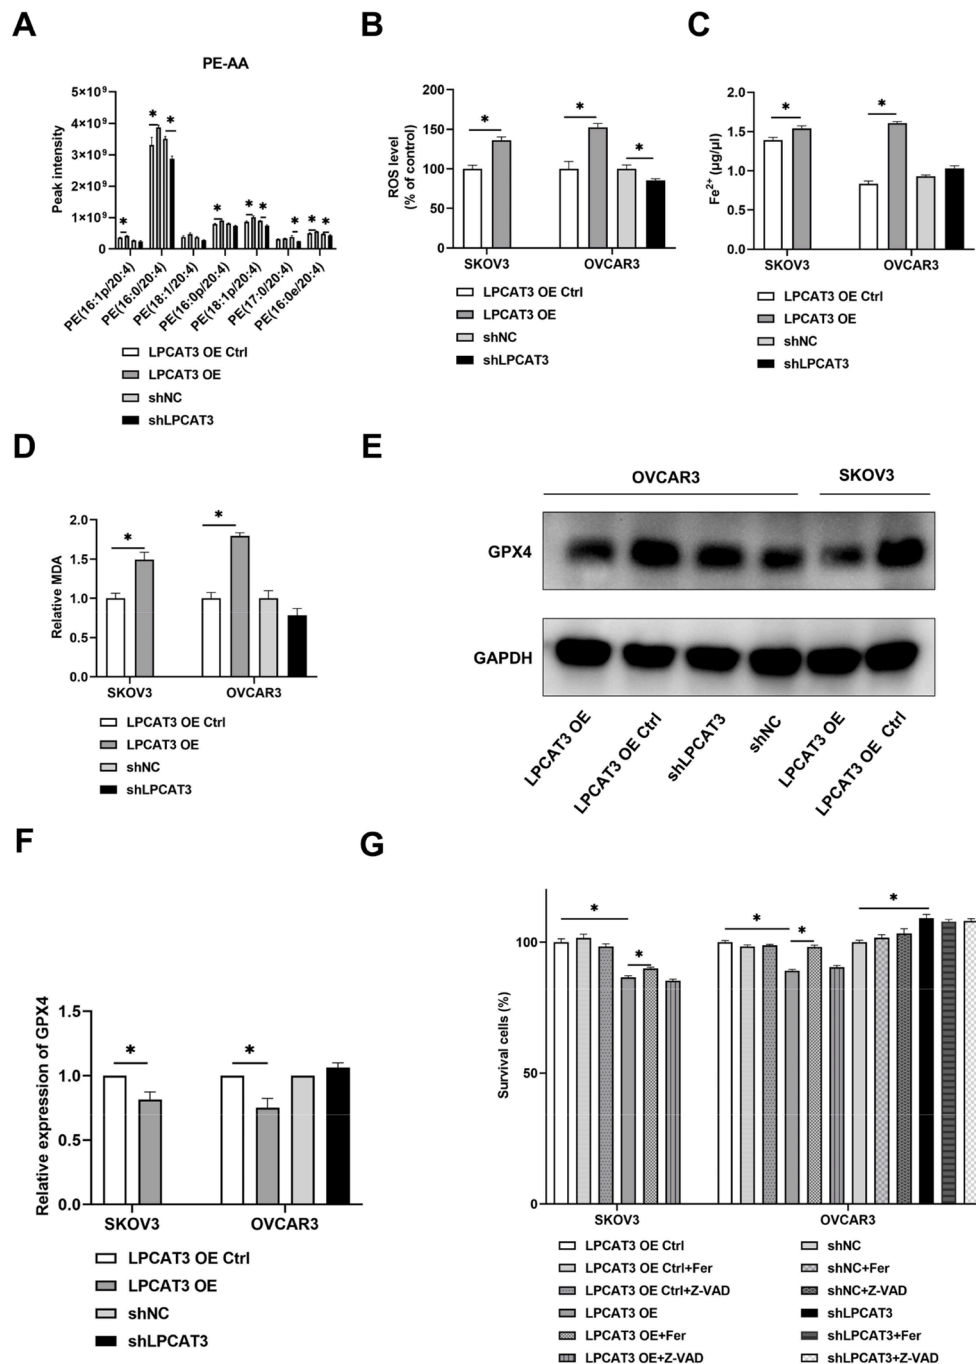 A
PE-AA
Peak intensity
5×10⁹
4×10⁹
3×10⁹
2×10⁹
1×10⁹
0
* * * * * * * * *
PE(16:1p/20:4)
PE(16:0/20:4)
PE(18:1/20:4)
PE(16:0p/20:4)
PE(18:1p/20:4)
PE(17:0/20:4)
PE(16:0e/20:4)
LPCAT3 OE Ctrl
LPCAT3 OE
shNC
shLPCAT3
B
ROS level
(% of control)
200
150
100
50
0
* * *
SKOV3 OVCAR3
LPCAT3 OE Ctrl
LPCAT3 OE
shNC
shLPCAT3
C
Fe²⁺ (μg/μl)
2.0
1.5
1.0
0.5
0.0
* *
SKOV3 OVCAR3
LPCAT3 OE Ctrl
LPCAT3 OE
shNC
shLPCAT3
D
Relative MDA
2.0
1.5
1.0
0.5
0.0
* *
SKOV3 OVCAR3
LPCAT3 OE Ctrl
LPCAT3 OE
shNC
shLPCAT3
E
OVCAR3 SKOV3
GPX4
GAPDH
LPCAT3 OE
LPCAT3 OE Ctrl
shLPCAT3
shNC
LPCAT3 OE
LPCAT3 OE Ctrl
F
Relative expression of GPX4
1.5
1.0
0.5
0.0
* *
SKOV3 OVCAR3
LPCAT3 OE Ctrl
LPCAT3 OE
shNC
shLPCAT3
G
Survival cells (%)
100
50
0
* * * * *
SKOV3 OVCAR3
LPCAT3 OE Ctrl
LPCAT3 OE Ctrl+Fer
LPCAT3 OE Ctrl+Z-VAD
LPCAT3 OE
LPCAT3 OE+Fer
LPCAT3 OE+Z-VAD
shNC
shNC+Fer
shNC+Z-VAD
shLPCAT3
shLPCAT3+Fer
shLPCAT3+Z-VAD